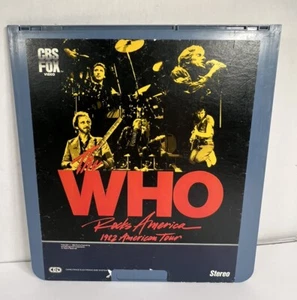 CBS
FOX
VIDEO
The
WHO
Rocks America
1982 American Tour
CED
Stereo